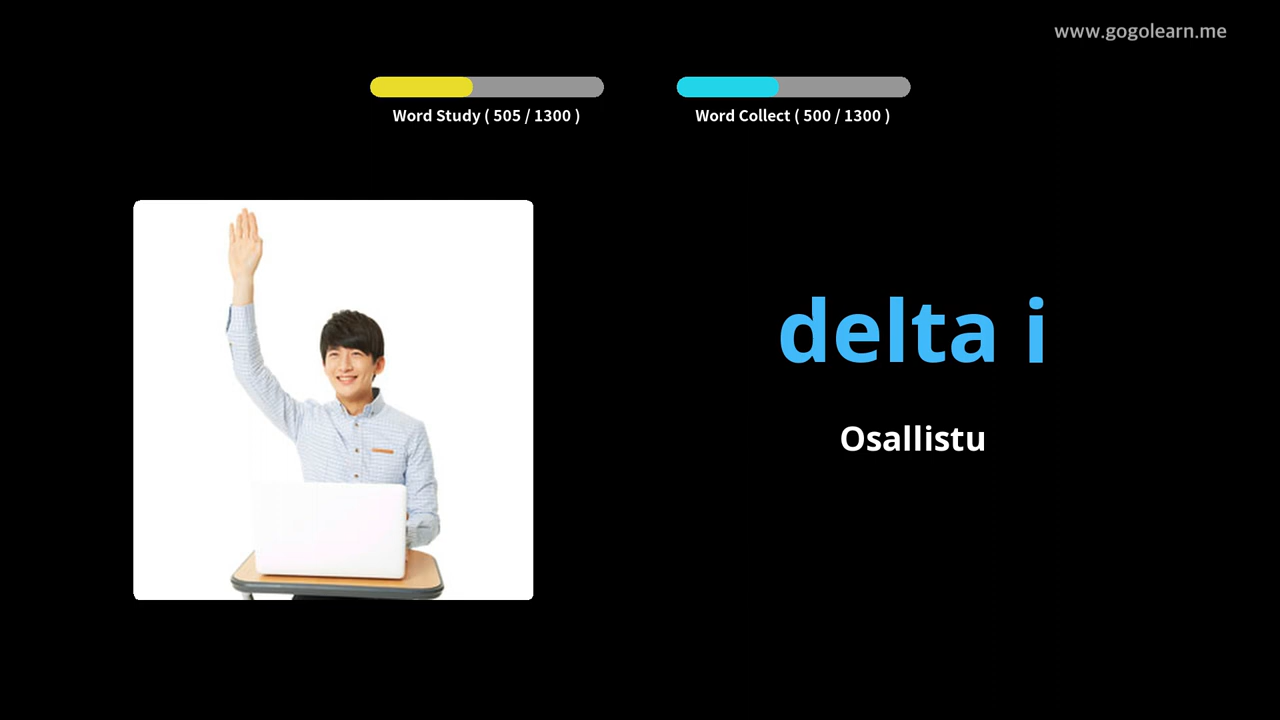 www.gogolearn.me
Word Study ( 505 / 1300 )
Word Collect ( 500 / 1300 )
delta i
Osallistu